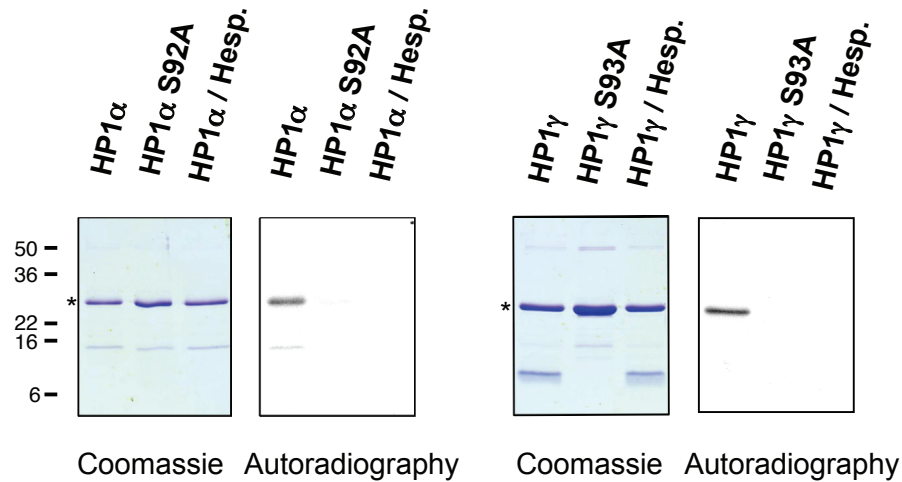 HP1α
HP1α S92A
HP1α / Hesp.
HP1α
HP1α S92A
HP1α / Hesp.
HP1γ
HP1γ S93A
HP1γ / Hesp.
HP1γ
HP1γ S93A
HP1γ / Hesp.
50
36
*
22
16
6
*
Coomassie Autoradiography Coomassie Autoradiography